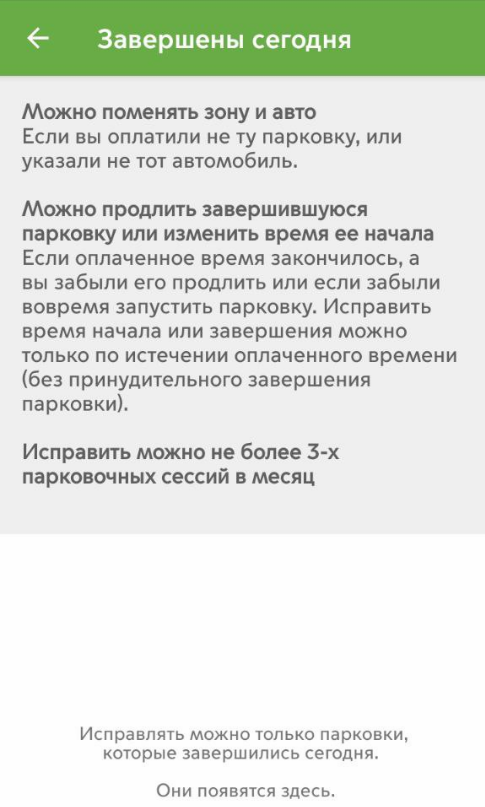 Завершены сегодня
Можно поменять зону и авто
Если вы оплатили не ту парковку, или
указали не тот автомобиль.
Можно продлить завершившуюся
парковку или изменить время ее начала
Если оплаченное время закончилось, а
вы забыли его продлить или если забыли
вовремя запустить парковку. Исправить
время начала или завершения можно
только по истечении оплаченного времени
(без принудительного завершения
парковки).
Исправить можно не более 3-х
парковочных сессий в месяц
Исправлять можно только парковки,
которые завершились сегодня.
Они появятся здесь.